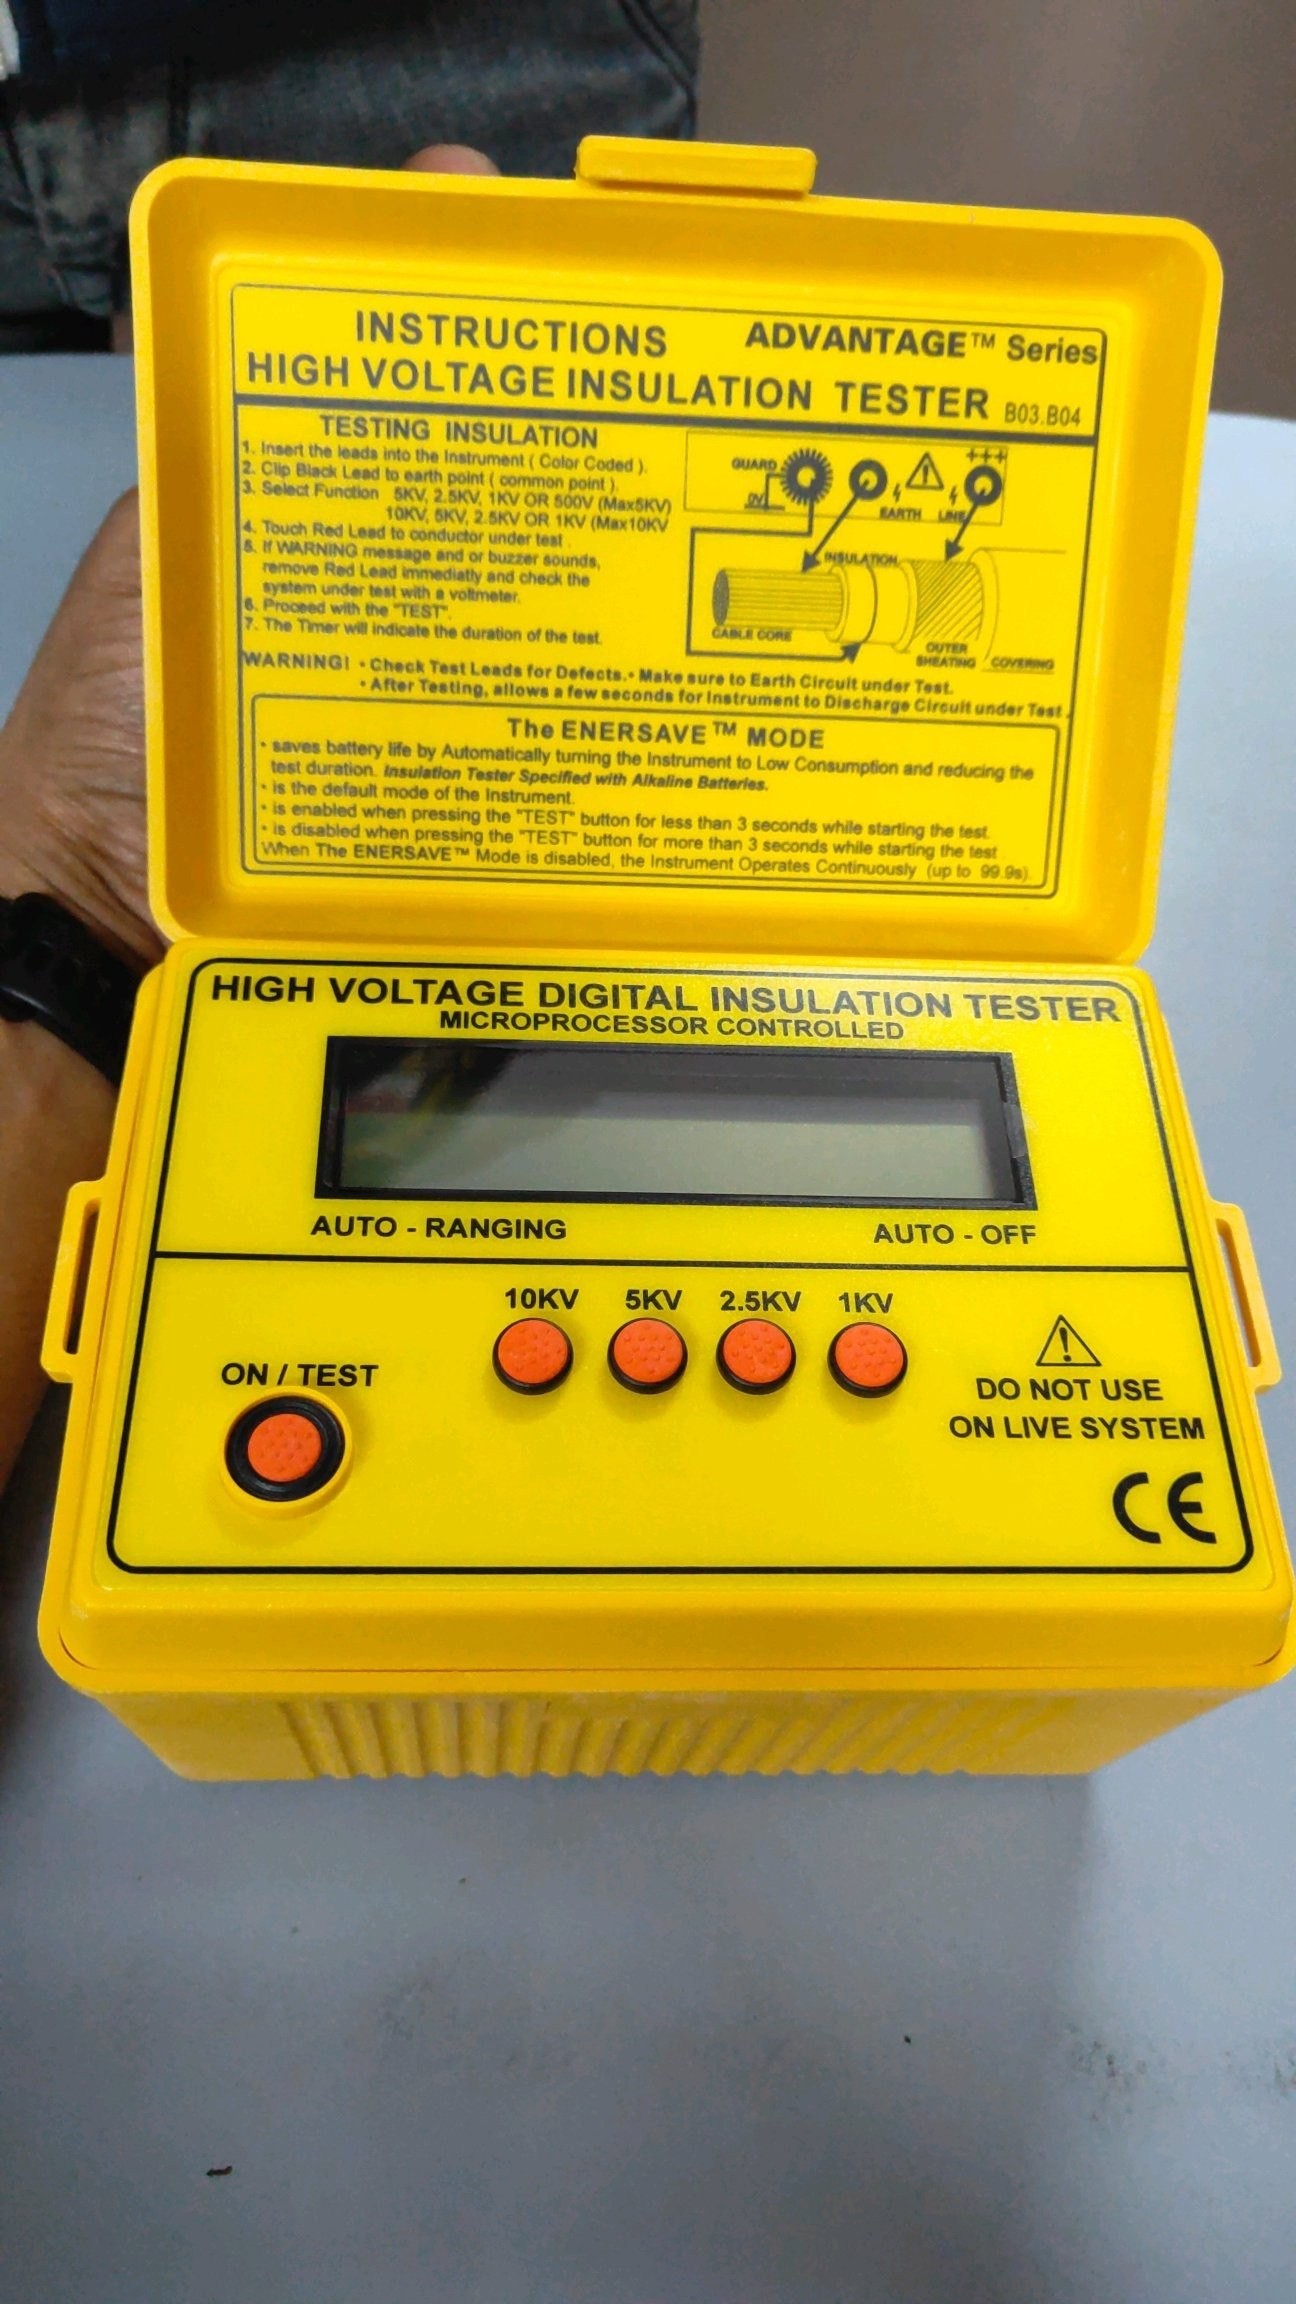 INSTRUCTIONS ADVANTAGE™ Series
HIGH VOLTAGE INSULATION TESTER B03.B04
TESTING INSULATION
1. Insert the leads into the Instrument ( Color Coded ).
2. Clip Black Lead to earth point ( common point ).
3. Select Function 5KV, 2.5KV, 1KV OR 500V (Max5KV)
10KV, 5KV, 2.5KV OR 1KV (Max10KV
4. Touch Red Lead to conductor under test .
5. If WARNING message and or buzzer sounds,
remove Red Lead immediatly and check the
system under test with a voltmeter.
6. Proceed with the "TEST".
7. The Timer will indicate the duration of the test.
GUARD
+++
0V
EARTH LINE
INSULATION
CABLE CORE
OUTER
SHEATING COVERING
WARNING! • Check Test Leads for Defects. • Make sure to Earth Circuit under Test.
• After Testing, allows a few seconds for Instrument to Discharge Circuit under Test .
The ENERSAVE™ MODE
• saves battery life by Automatically turning the Instrument to Low Consumption and reducing the
test duration. Insulation Tester Specified with Alkaline Batteries.
• is the default mode of the Instrument.
• is enabled when pressing the "TEST" button for less than 3 seconds while starting the test.
• is disabled when pressing the "TEST" button for more than 3 seconds while starting the test .
When The ENERSAVE™ Mode is disabled, the Instrument Operates Continuously (up to 99.9s).
HIGH VOLTAGE DIGITAL INSULATION TESTER
MICROPROCESSOR CONTROLLED
AUTO - RANGING AUTO - OFF
10KV 5KV 2.5KV 1KV
ON / TEST
DO NOT USE
ON LIVE SYSTEM
CE